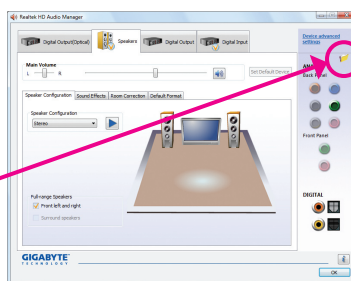 Realtek HD Audio Manager
Digital Output(Optical)
Speakers
Digital Output
Digital Input
Device advanced
settings
Main Volume
L
R
Set Default Device
ANA
Back Panel
Speaker Configuration
Sound Effects
Room Correction
Default Format
Speaker Configuration
Stereo
Front Panel
Full-range Speakers
Front left and right
Surround speakers
DIGITAL
GIGABYTE
TECHNOLOGY
OK